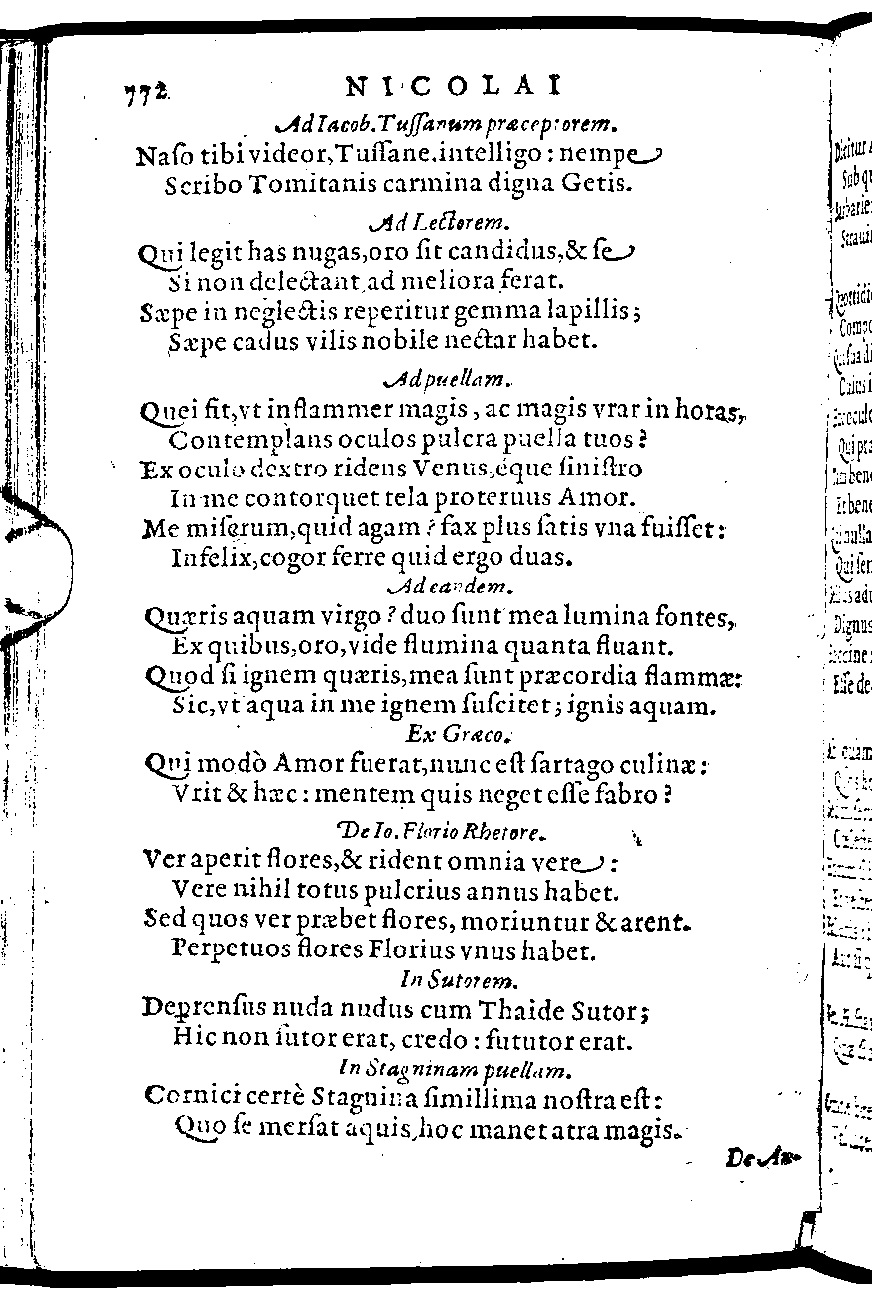 772.
NICOLAI
Ad Iacob. Tuſſanum præceptorem.
Naſo tibi videor, Tuſſane. intelligo: nempe
Scribo Tomitanis carmina digna Getis.
Ad Lectorem.
Qui legit has nugas, oro ſit candidus, & ſe
Si non delectant ad meliora ferat.
Sæpe in neglectis reperitur gemma lapillis;
Sæpe cadus vilis nobile nectar habet.
Ad puellam.
Quei fit, vt inflammer magis, ac magis vrar in horas,
Contemplans oculos pulcra puella tuos?
Ex oculo dextro ridens Venus, éque ſiniſtro
In me contorquet tela proteruus Amor.
Me miſerum, quid agam? fax plus ſatis vna fuiſſet:
Infelix, cogor ferre quid ergo duas.
Ad eandem.
Quæris aquam virgo? duo ſunt mea lumina fontes,
Ex quibus, oro, vide flumina quanta fluant.
Quod ſi ignem quæris, mea ſunt præcordia flammæ:
Sic, vt aqua in me ignem ſuſcitet; ignis aquam.
Ex Græco.
Qui modò Amor fuerat, nunc eſt ſartago culinæ:
Vrit & hæc: mentem quis neget eſſe fabro?
De Io. Florio Rhetore.
Ver aperit flores, & rident omnia vere:
Vere nihil totus pulcrius annus habet.
Sed quos ver præbet flores, moriuntur & arent.
Perpetuos flores Florius vnus habet.
In Sutorem.
Deprenſus nuda nudus cum Thaide Sutor;
Hic non ſutor erat, credo: fututor erat.
In Stagninam puellam.
Cornici certè Stagnina ſimillima noſtra eſt:
Quo ſe merſat aquis, hoc manet atra magis.
De Au-